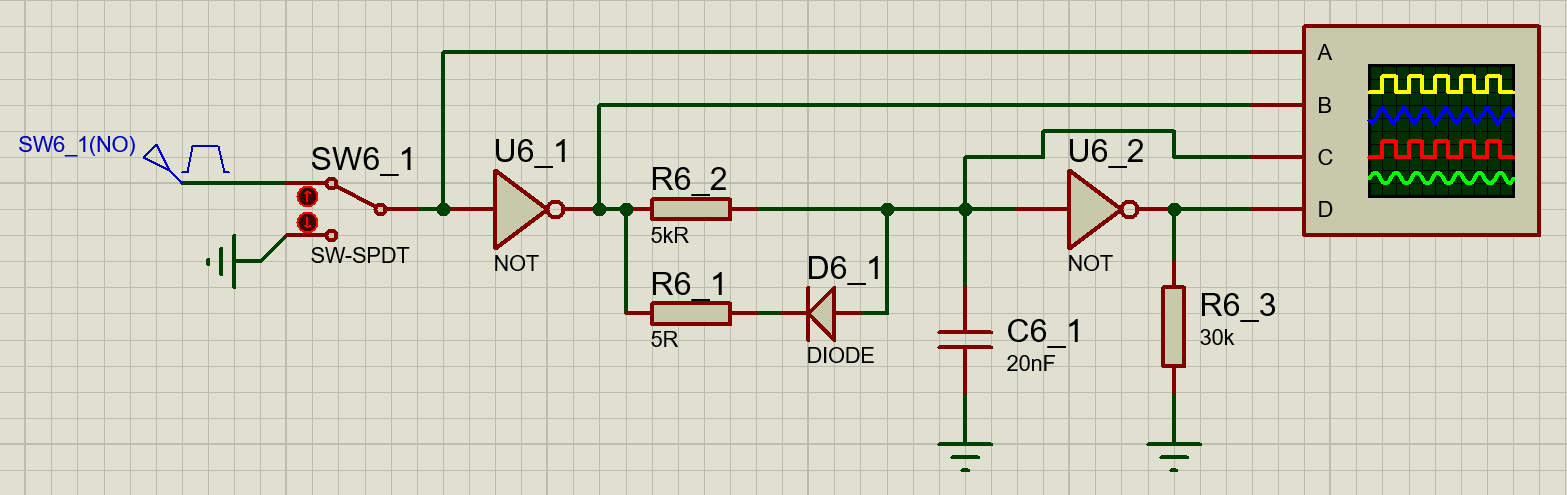 A
B
SW6_1(NO)
SW6_1
U6_1
U6_2
C
R6_2
D
5kR
SW-SPDT
NOT
NOT
D6_1
R6_1
R6_3
5R
30k
C6_1
DIODE
20nF